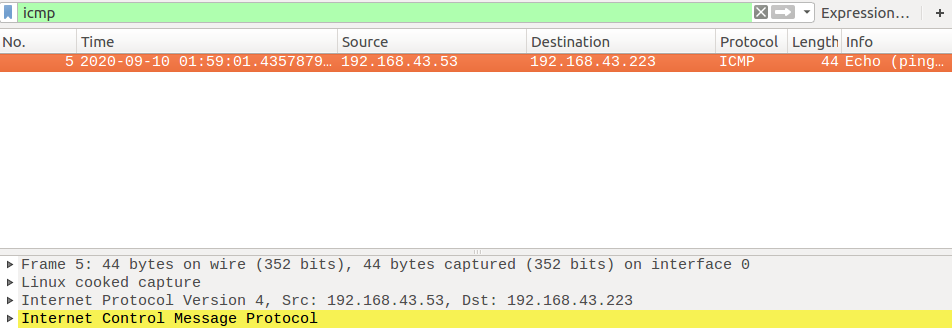 icmp Expression… +
No. Time Source Destination Protocol Length Info
5 2020-09-10 01:59:01.4357879… 192.168.43.53 192.168.43.223 ICMP 44 Echo (ping…
Frame 5: 44 bytes on wire (352 bits), 44 bytes captured (352 bits) on interface 0
Linux cooked capture
Internet Protocol Version 4, Src: 192.168.43.53, Dst: 192.168.43.223
Internet Control Message Protocol